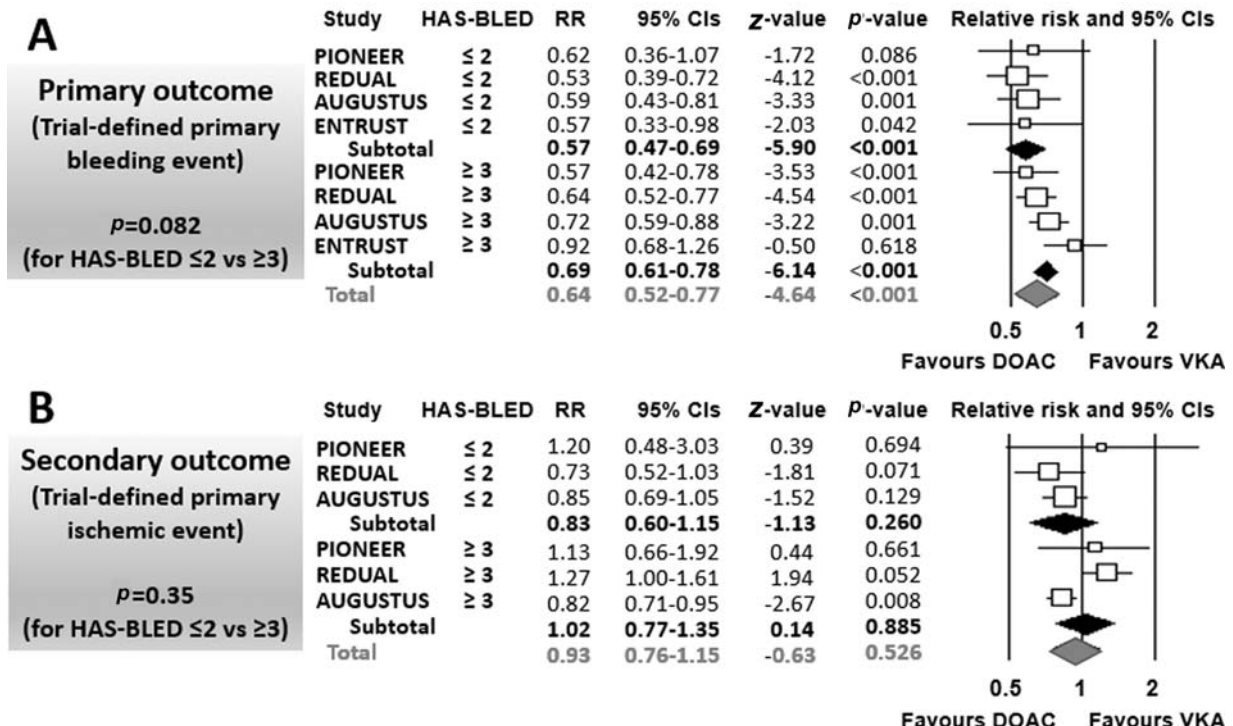 A
Primary outcome
(Trial-defined primary
bleeding event)
p=0.082
(for HAS-BLED ≤2 vs ≥3)
Study HAS-BLED RR 95% CIs z-value p-value Relative risk and 95% CIs
PIONEER ≤ 2 0.62 0.36-1.07 -1.72 0.086
REDUAL ≤ 2 0.53 0.39-0.72 -4.12 <0.001
AUGUSTUS ≤ 2 0.59 0.43-0.81 -3.33 0.001
ENTRUST ≤ 2 0.57 0.33-0.98 -2.03 0.042
Subtotal 0.57 0.47-0.69 -5.90 <0.001
PIONEER ≥ 3 0.57 0.42-0.78 -3.53 <0.001
REDUAL ≥ 3 0.64 0.52-0.77 -4.54 <0.001
AUGUSTUS ≥ 3 0.72 0.59-0.88 -3.22 0.001
ENTRUST ≥ 3 0.92 0.68-1.26 -0.50 0.618
Subtotal 0.69 0.61-0.78 -6.14 <0.001
Total 0.64 0.52-0.77 -4.64 <0.001
0.5 1 2
Favours DOAC Favours VKA
B
Secondary outcome
(Trial-defined primary
ischemic event)
p=0.35
(for HAS-BLED ≤2 vs ≥3)
Study HAS-BLED RR 95% CIs Z-value p-value Relative risk and 95% CIs
PIONEER ≤ 2 1.20 0.48-3.03 0.39 0.694
REDUAL ≤ 2 0.73 0.52-1.03 -1.81 0.071
AUGUSTUS ≤ 2 0.85 0.69-1.05 -1.52 0.129
Subtotal 0.83 0.60-1.15 -1.13 0.260
PIONEER ≥ 3 1.13 0.66-1.92 0.44 0.661
REDUAL ≥ 3 1.27 1.00-1.61 1.94 0.052
AUGUSTUS ≥ 3 0.82 0.71-0.95 -2.67 0.008
Subtotal 1.02 0.77-1.35 0.14 0.885
Total 0.93 0.76-1.15 -0.63 0.526
0.5 1 2
Favours DOAC Favours VKA